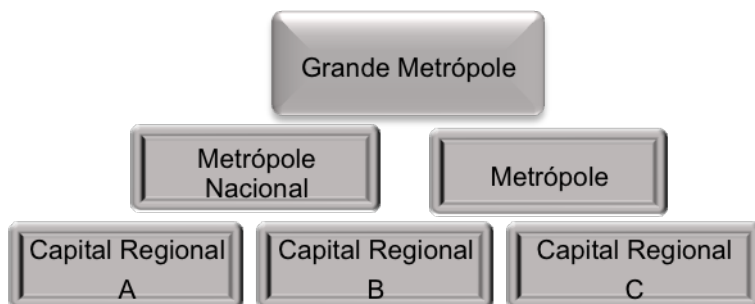 Grande Metrópole
Metrópole
Nacional
Metrópole
Capital Regional
A
Capital Regional
B
Capital Regional
C